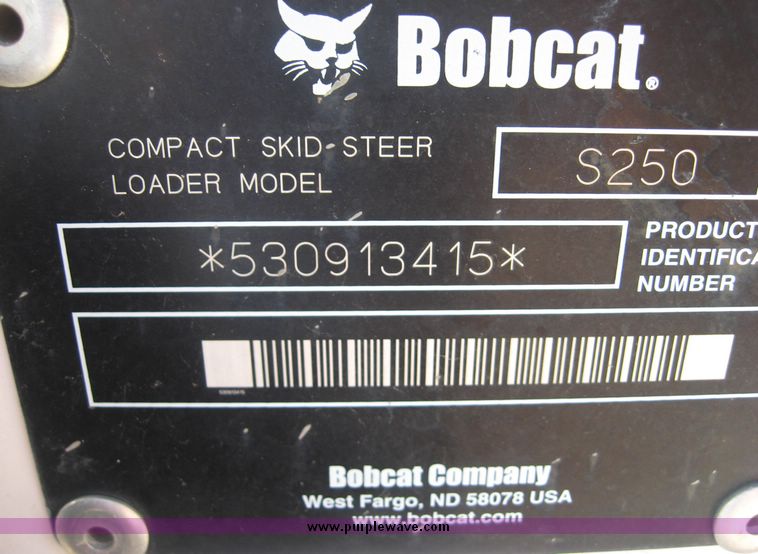 Bobcat®
COMPACT SKID-STEER
LOADER MODEL
S250
*530913415*
PRODUCT
IDENTIFICA
NUMBER
530913415
Bobcat Company
West Fargo, ND 58078 USA
www.bobcat.com
www.purplewave.com